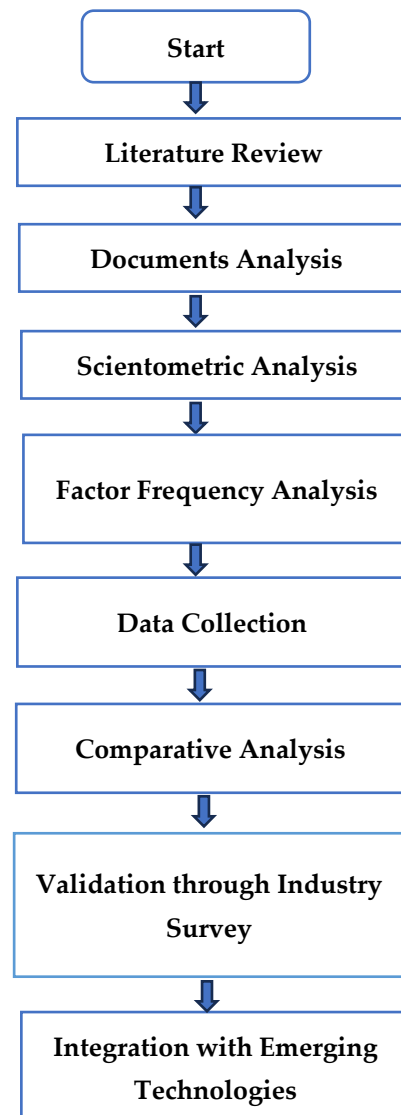 Start
Literature Review
Documents Analysis
Scientometric Analysis
Factor Frequency Analysis
Data Collection
Comparative Analysis
Validation through Industry
Survey
Integration with Emerging
Technologies